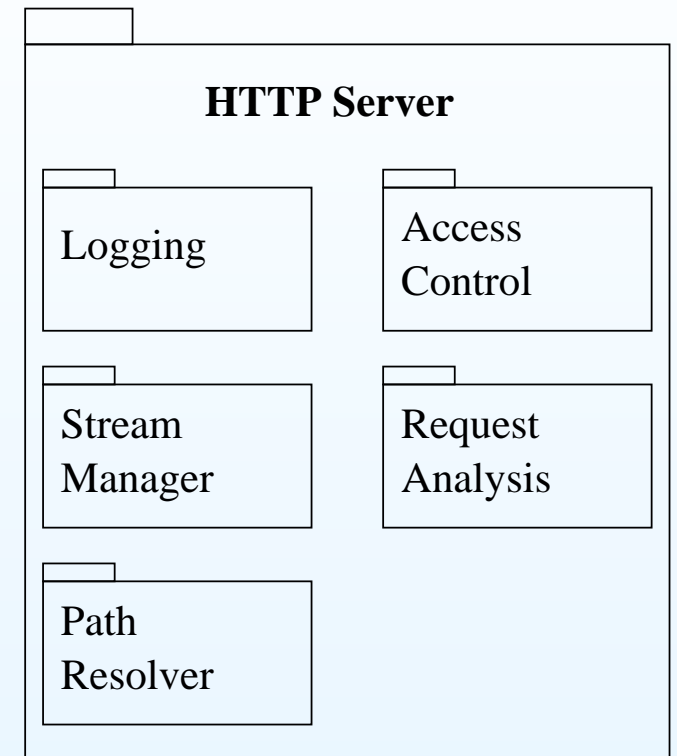 HTTP Server
Logging
Access
Control
Stream
Manager
Request
Analysis
Path
Resolver